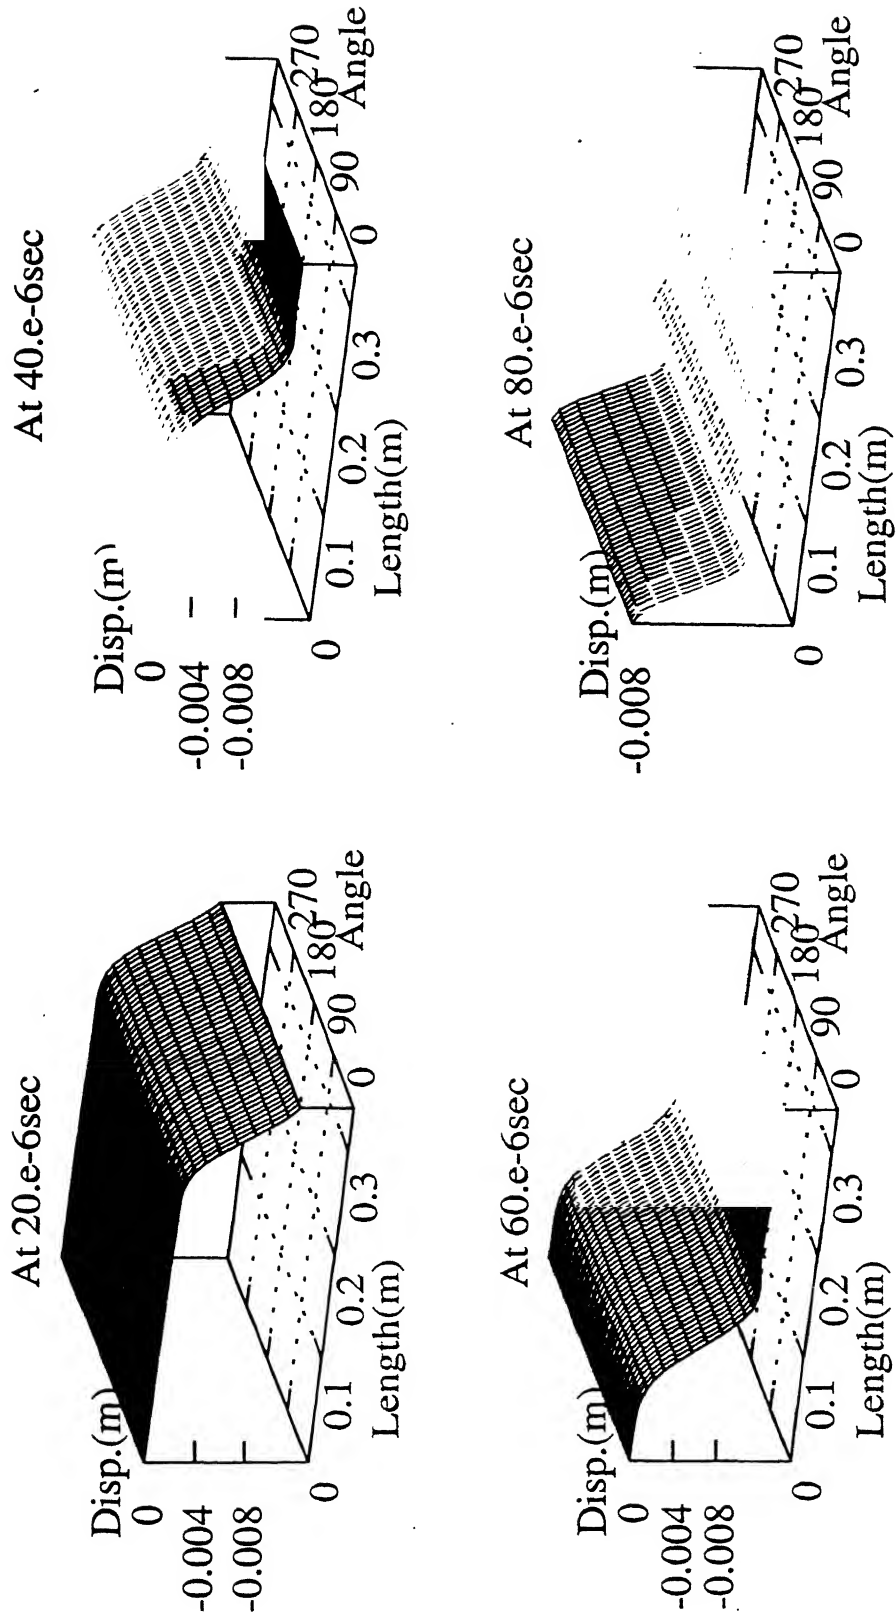 At 20.e-6sec
Disp.(m)
0
-0.004
-0.008
0
0.1
0.2
0.3
Length(m)
0
90
180
270
Angle
At 40.e-6sec
Disp.(m)
0
-0.004
-0.008
0
0.1
0.2
0.3
Length(m)
0
90
180
270
Angle
At 60.e-6sec
Disp.(m)
0
-0.004
-0.008
0
0.1
0.2
0.3
Length(m)
0
90
180
270
Angle
At 80.e-6sec
Disp.(m)
-0.008
0
0.1
0.2
0.3
Length(m)
0
90
180
270
Angle